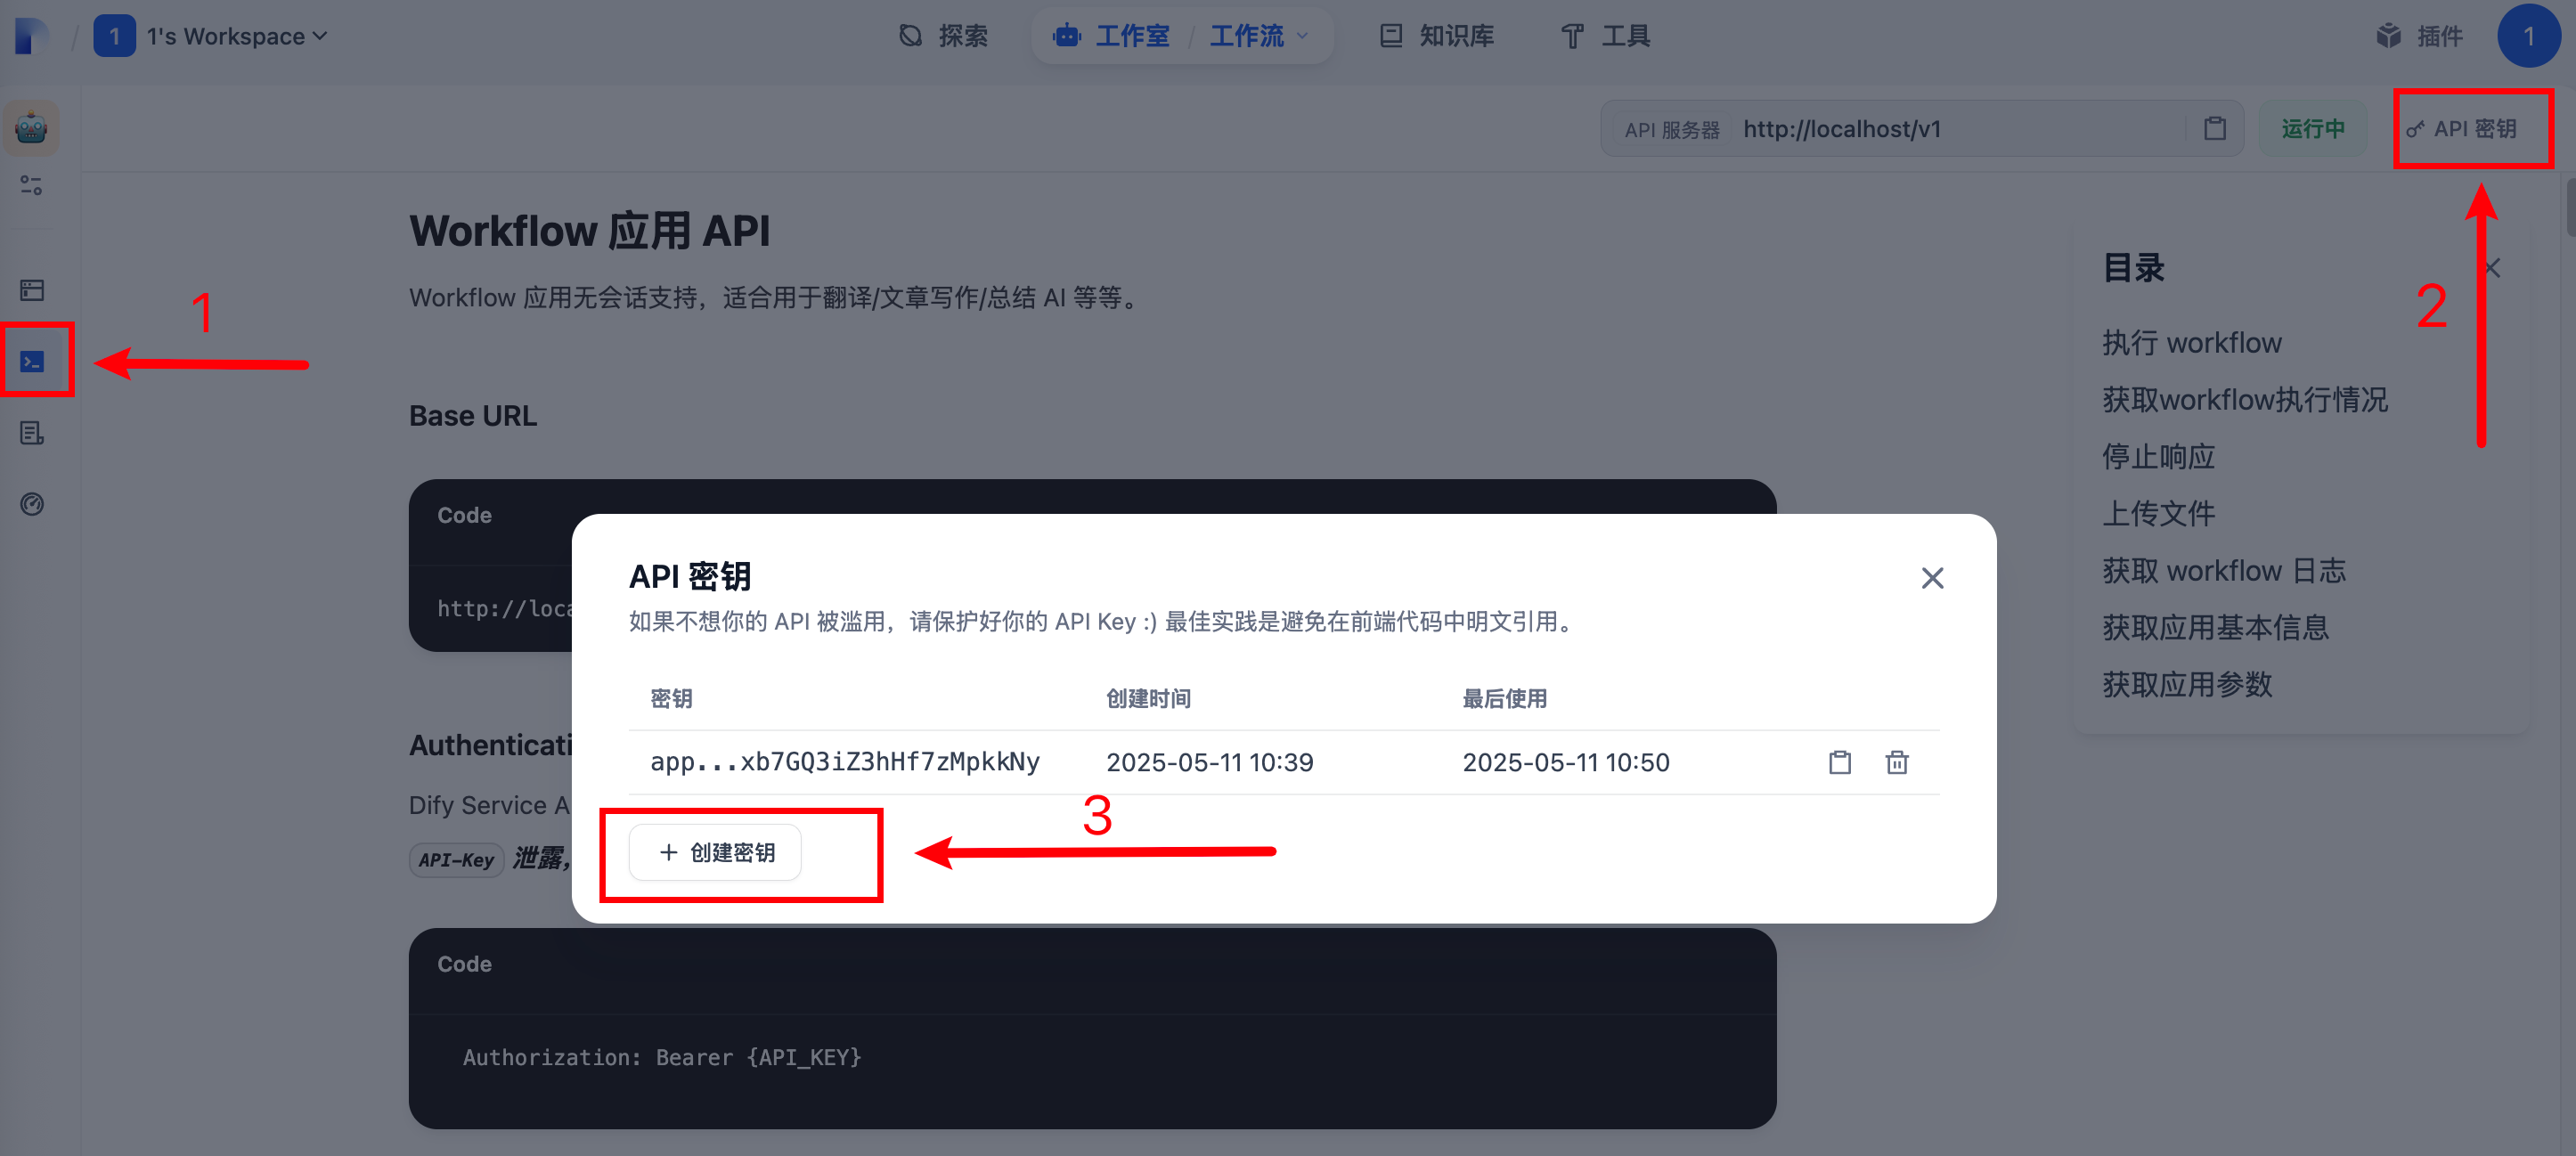 1 1's Workspace
探索
工作室 / 工作流
知识库
工具
插件
1
API 服务器 http://localhost/v1
运行中
API 密钥
Workflow 应用 API
Workflow 应用无会话支持，适合用于翻译/文章写作/总结 AI 等等。
1
2
目录
执行 workflow
获取workflow执行情况
停止响应
上传文件
获取 workflow 日志
获取应用基本信息
获取应用参数
Base URL
Code
http://loca
API 密钥
如果不想你的 API 被滥用，请保护好你的 API Key :) 最佳实践是避免在前端代码中明文引用。
密钥 创建时间 最后使用
app...xb7GQ3iZ3hHf7zMpkkNy 2025-05-11 10:39 2025-05-11 10:50
3
+ 创建密钥
Authenticati
Dify Service A
API-Key 泄露，
Code
Authorization: Bearer {API_KEY}